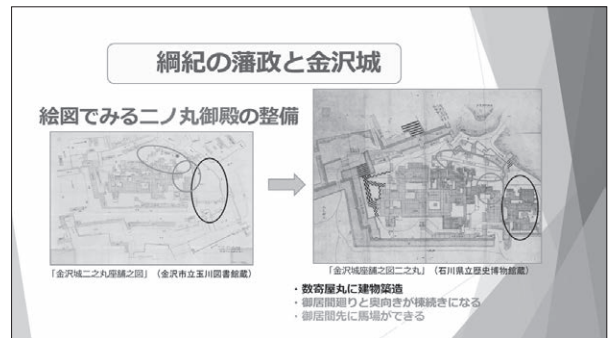 綱紀の藩政と金沢城
絵図でみる二ノ丸御殿の整備
「金沢城二之丸座舗之図」（金沢市立玉川図書館蔵）
「金沢城座舗之図二之丸」（石川県立歴史博物館蔵）
・数寄屋丸に建物築造
・御居間廻りと奥向きが棟続きになる
・御居間先に馬場ができる